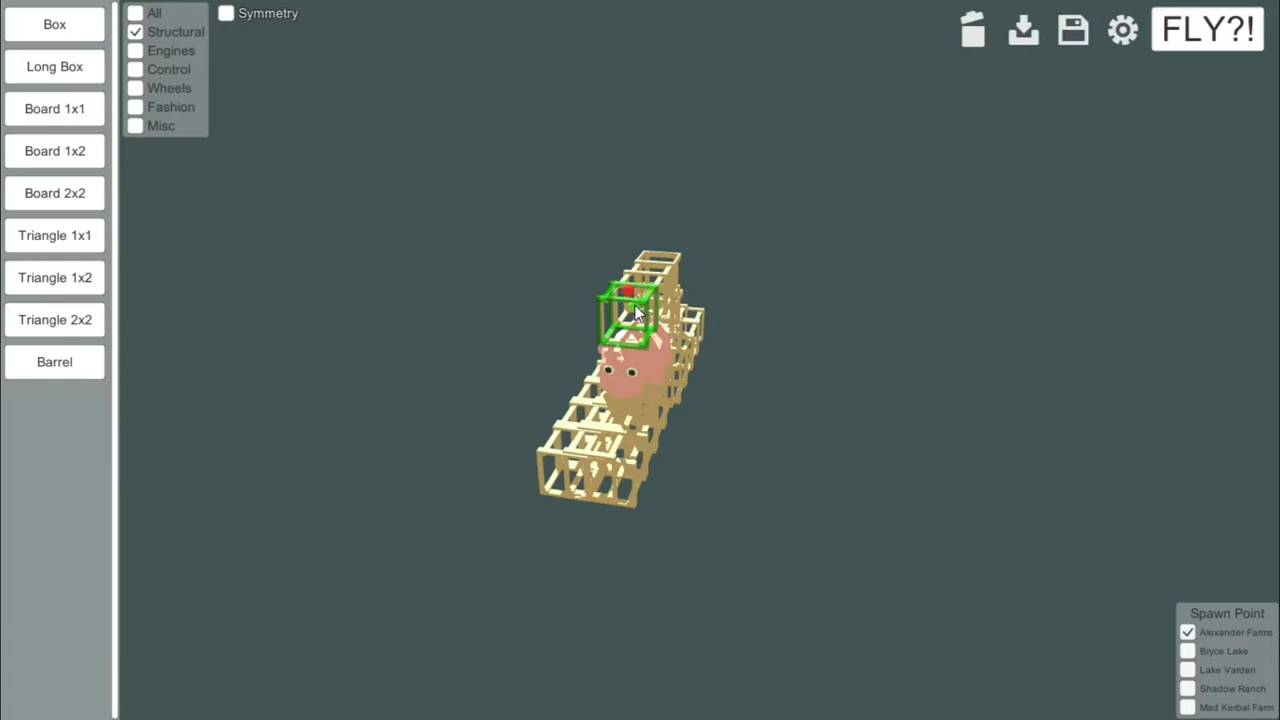 Box
Long Box
Board 1x1
Board 1x2
Board 2x2
Triangle 1x1
Triangle 1x2
Triangle 2x2
Barrel
All
Structural
Engines
Control
Wheels
Fashion
Misc
Symmetry
FLY?!
Spawn Point
Alexander Farms
Bryce Lake
Lake Varden
Shadow Ranch
Mad Kerbal Farm